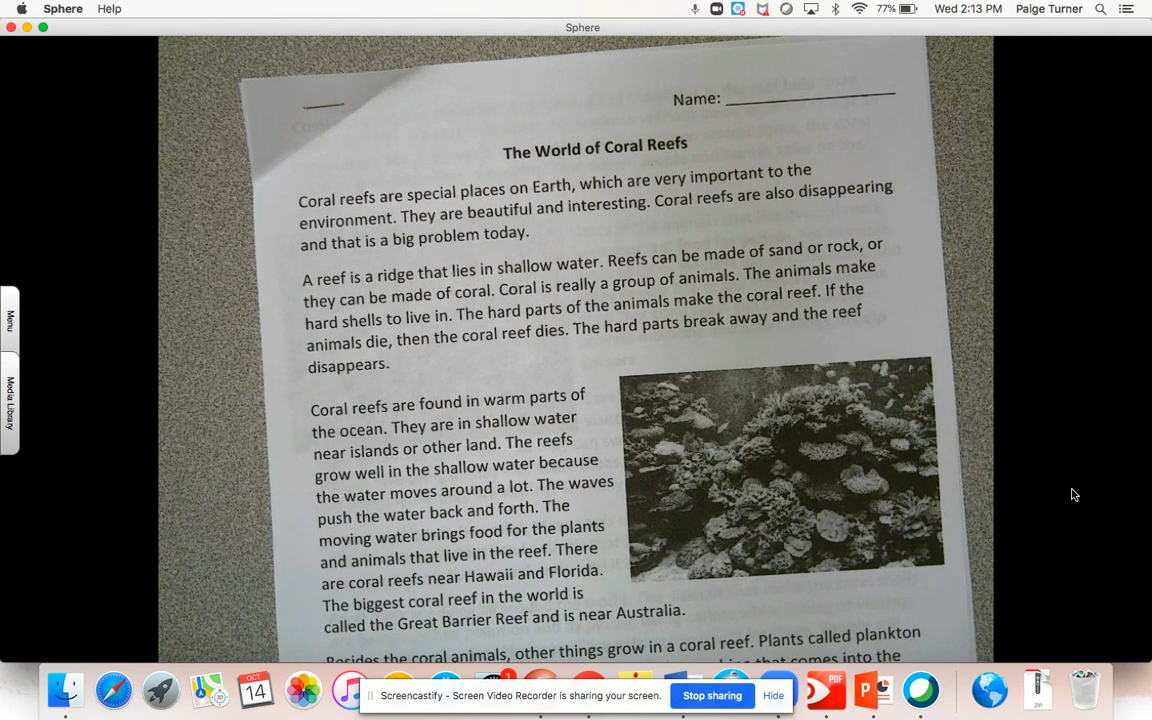 Sphere Help
77% Wed 2:13 PM Paige Turner
Sphere
Name:
The World of Coral Reefs
Coral reefs are special places on Earth, which are very important to the
environment. They are beautiful and interesting. Coral reefs are also disappearing
and that is a big problem today.
A reef is a ridge that lies in shallow water. Reefs can be made of sand or rock, or
they can be made of coral. Coral is really a group of animals. The animals make
hard shells to live in. The hard parts of the animals make the coral reef. If the
animals die, then the coral reef dies. The hard parts break away and the reef
disappears.
Coral reefs are found in warm parts of
the ocean. They are in shallow water
near islands or other land. The reefs
grow well in the shallow water because
the water moves around a lot. The waves
push the water back and forth. The
moving water brings food for the plants
and animals that live in the reef. There
are coral reefs near Hawaii and Florida.
The biggest coral reef in the world is
called the Great Barrier Reef and is near Australia.
Besides the coral animals, other things grow in a coral reef. Plants called plankton
that comes into the
Menu
Media Library
OCT
14
1
Screencastify - Screen Video Recorder is sharing your screen.
Stop sharing
Hide
PDF
P
ZIP